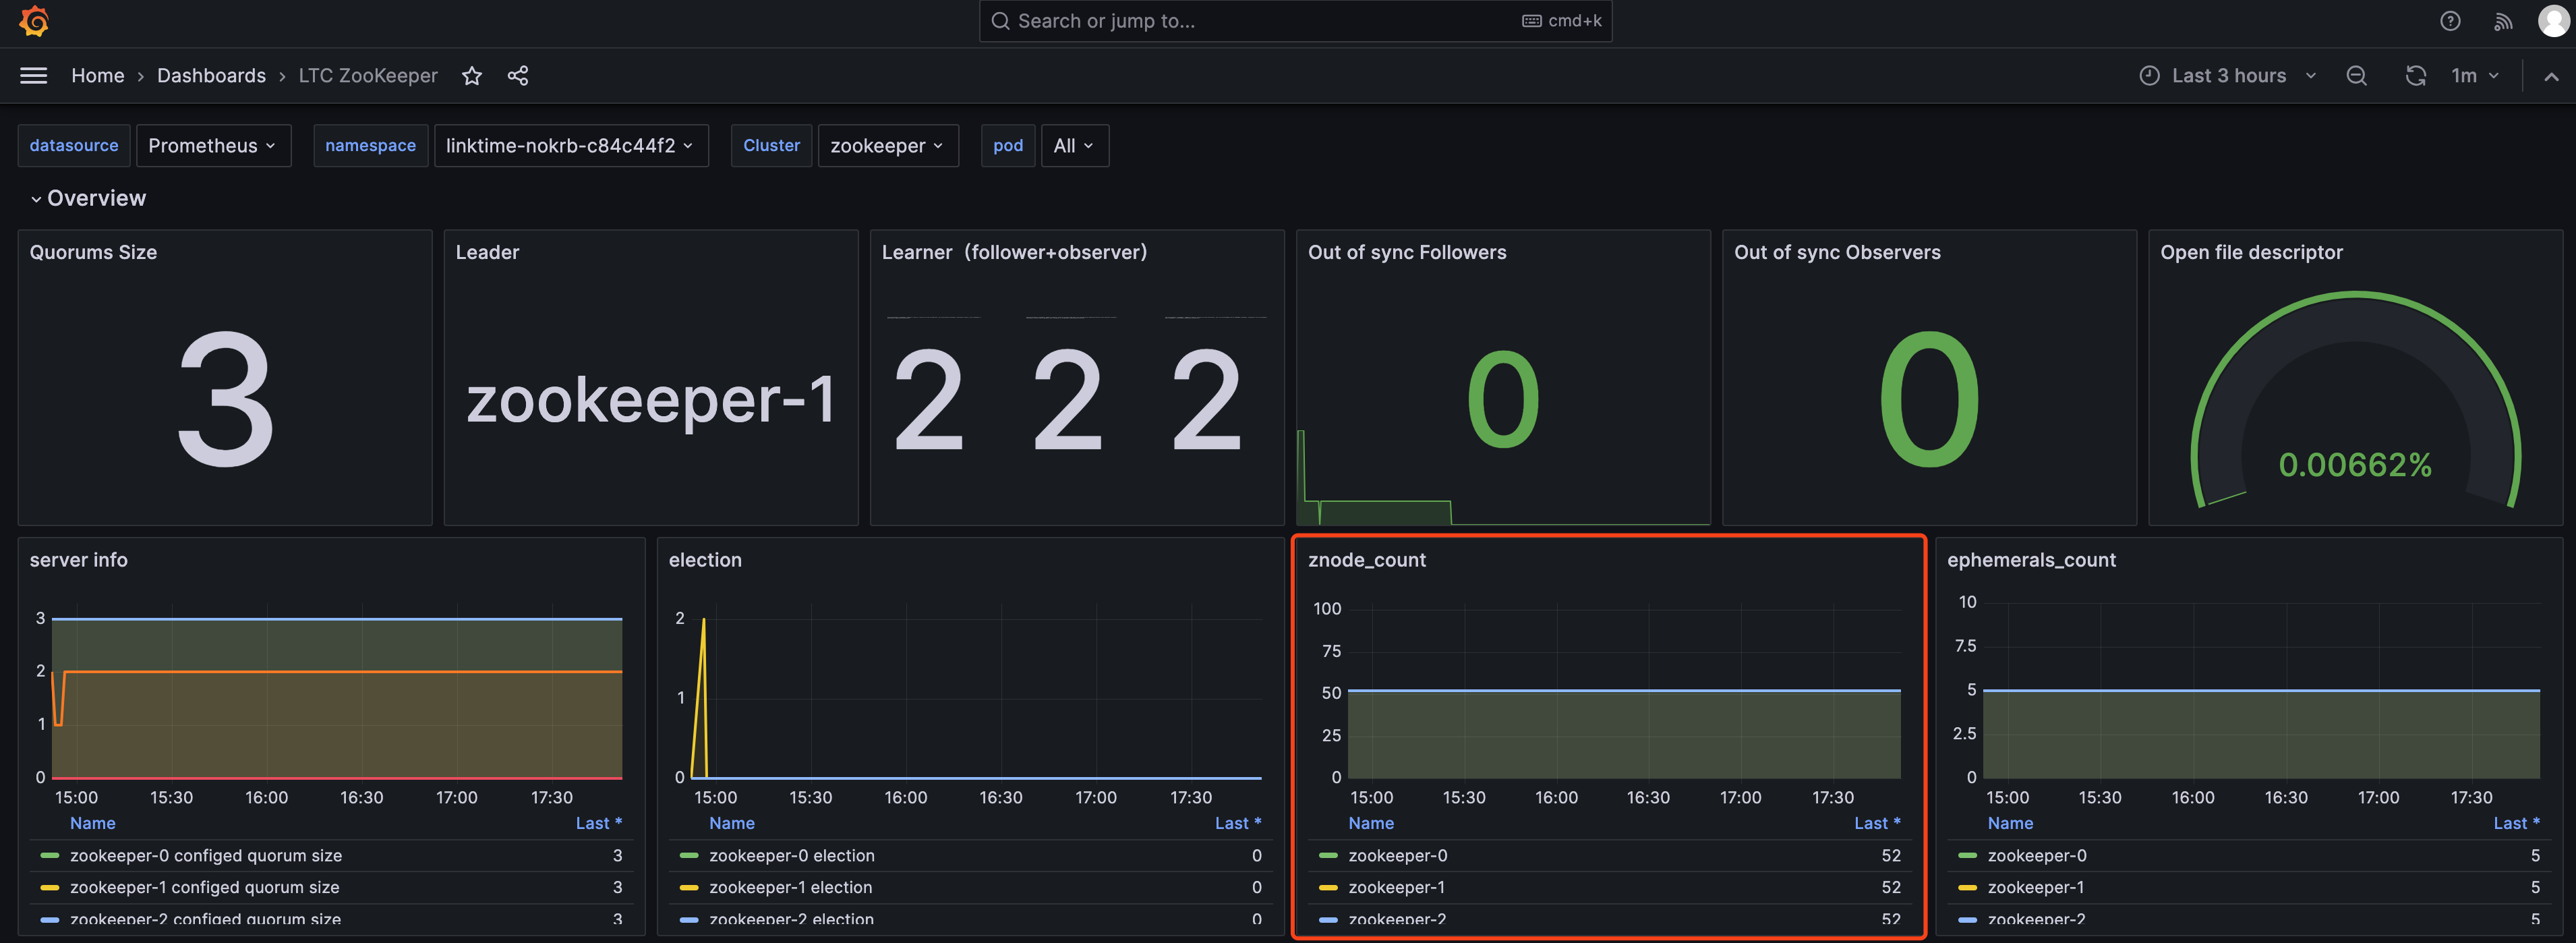 Search or jump to...
cmd+k
Home › Dashboards › LTC ZooKeeper
Last 3 hours
1m
datasource Prometheus namespace linktime-nokrb-c84c44f2 Cluster zookeeper pod All
Overview
Quorums Size
3
Leader
zookeeper-1
Learner (follower+observer)
2 2 2
Out of sync Followers
0
Out of sync Observers
0
Open file descriptor
0.00662%
server info
3
2
1
0
15:00 15:30 16:00 16:30 17:00 17:30
Name Last *
zookeeper-0 configed quorum size 3
zookeeper-1 configed quorum size 3
zookeeper-2 configed quorum size 3
election
2
1
0
15:00 15:30 16:00 16:30 17:00 17:30
Name Last *
zookeeper-0 election 0
zookeeper-1 election 0
zookeeper-2 election 0
znode_count
100
75
50
25
0
15:00 15:30 16:00 16:30 17:00 17:30
Name Last *
zookeeper-0 52
zookeeper-1 52
zookeeper-2 52
ephemerals_count
10
7.5
5
2.5
0
15:00 15:30 16:00 16:30 17:00 17:30
Name Last *
zookeeper-0 5
zookeeper-1 5
zookeeper-2 5